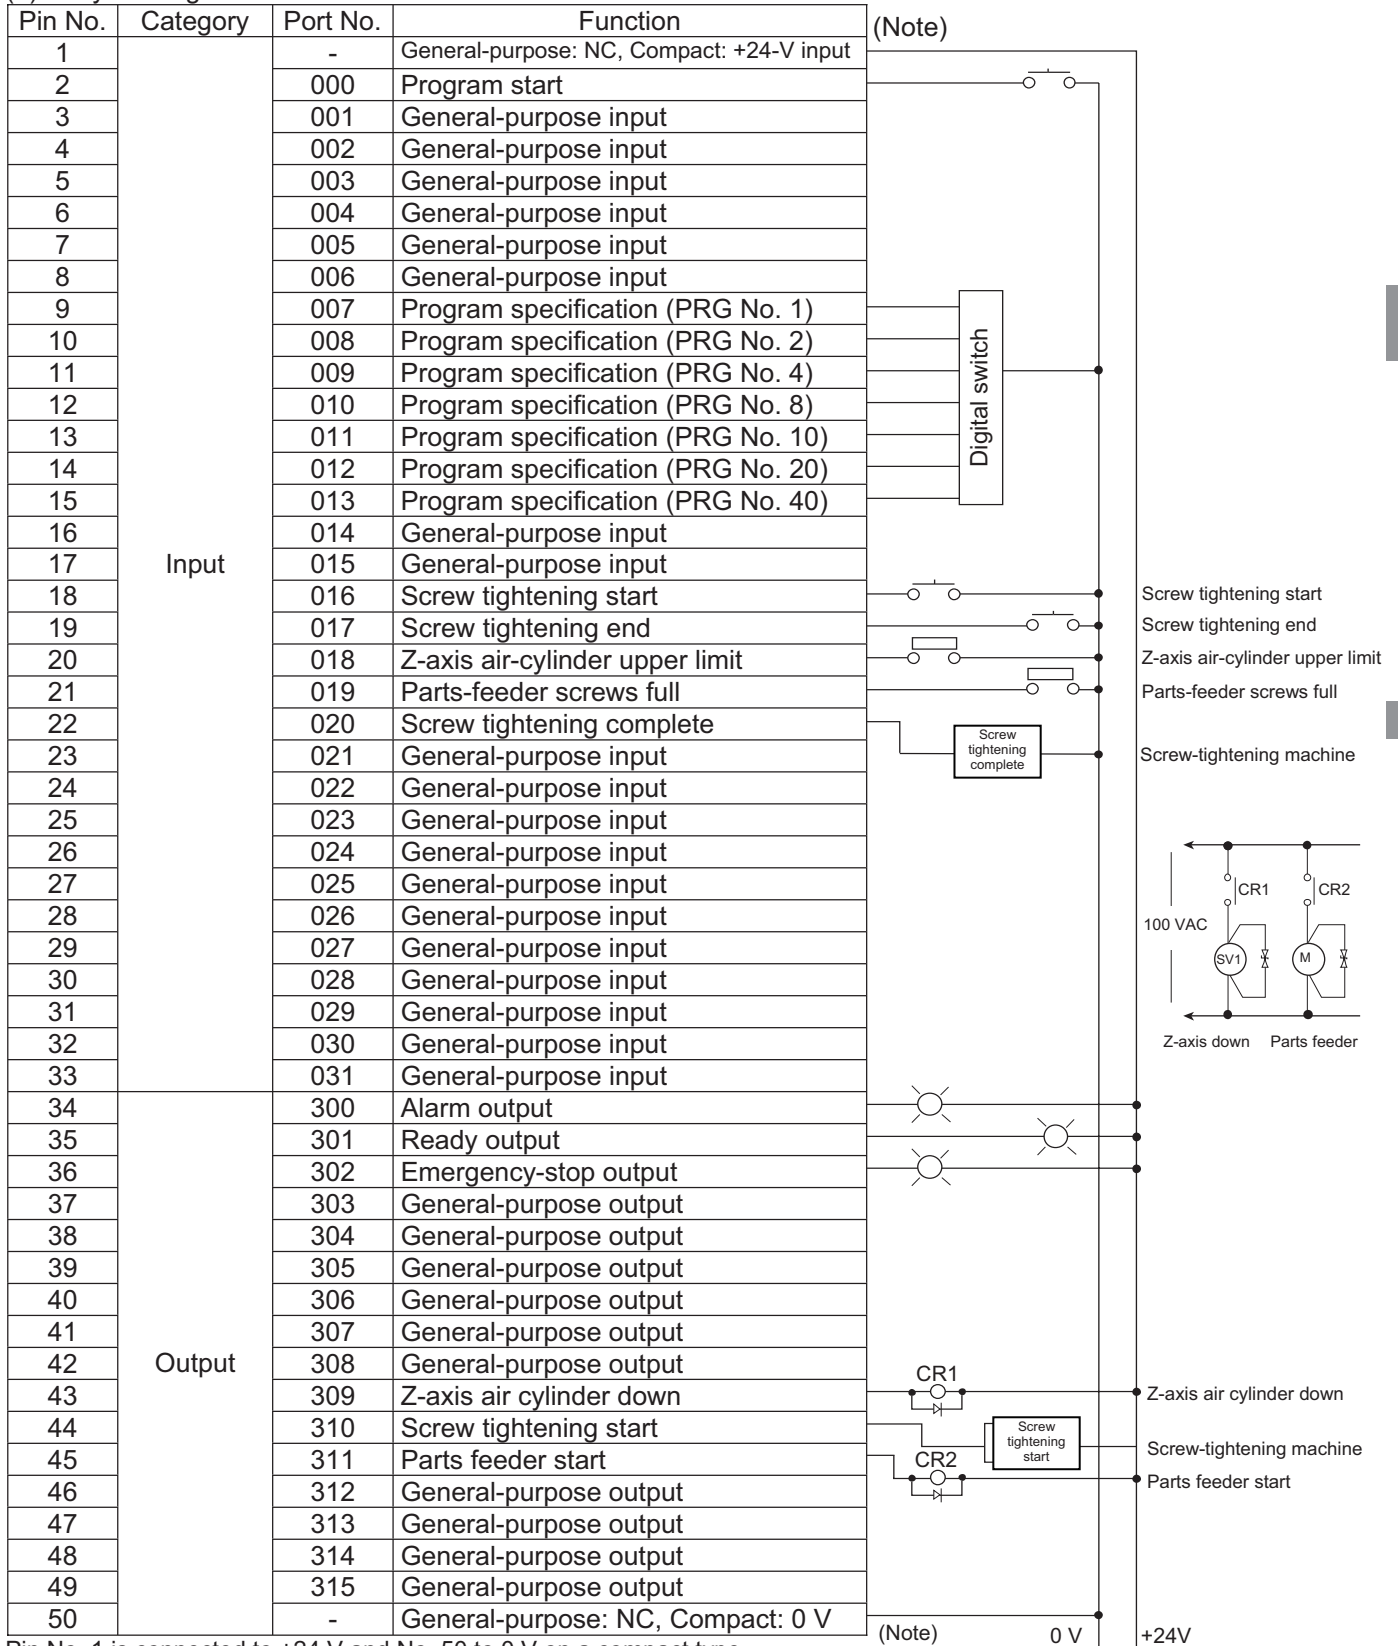 Pin No. Category Port No. Function (Note)
1 - General-purpose: NC, Compact: +24-V input
2 000 Program start
3 001 General-purpose input
4 002 General-purpose input
5 003 General-purpose input
6 004 General-purpose input
7 005 General-purpose input
8 006 General-purpose input
9 007 Program specification (PRG No. 1)
10 008 Program specification (PRG No. 2)
11 009 Program specification (PRG No. 4)
12 010 Program specification (PRG No. 8)
13 011 Program specification (PRG No. 10)
14 012 Program specification (PRG No. 20)
15 013 Program specification (PRG No. 40)
Digital switch
16 014 General-purpose input
17 Input 015 General-purpose input
18 016 Screw tightening start Screw tightening start
19 017 Screw tightening end Screw tightening end
20 018 Z-axis air-cylinder upper limit Z-axis air-cylinder upper limit
21 019 Parts-feeder screws full Parts-feeder screws full
22 020 Screw tightening complete
23 021 General-purpose input
Screw
tightening
complete
Screw-tightening machine
24 022 General-purpose input
25 023 General-purpose input
26 024 General-purpose input
27 025 General-purpose input
28 026 General-purpose input
29 027 General-purpose input
30 028 General-purpose input
31 029 General-purpose input
32 030 General-purpose input
33 031 General-purpose input
CR1 CR2
100 VAC
SV1 M
Z-axis down Parts feeder
34 300 Alarm output
35 301 Ready output
36 302 Emergency-stop output
37 303 General-purpose output
38 304 General-purpose output
39 305 General-purpose output
40 306 General-purpose output
41 307 General-purpose output
42 Output 308 General-purpose output
43 309 Z-axis air cylinder down CR1 Z-axis air cylinder down
44 310 Screw tightening start
Screw
tightening
start
Screw-tightening machine
45 311 Parts feeder start CR2 Parts feeder start
46 312 General-purpose output
47 313 General-purpose output
48 314 General-purpose output
49 315 General-purpose output
50 - General-purpose: NC, Compact: 0 V
(Note) 0 V +24V